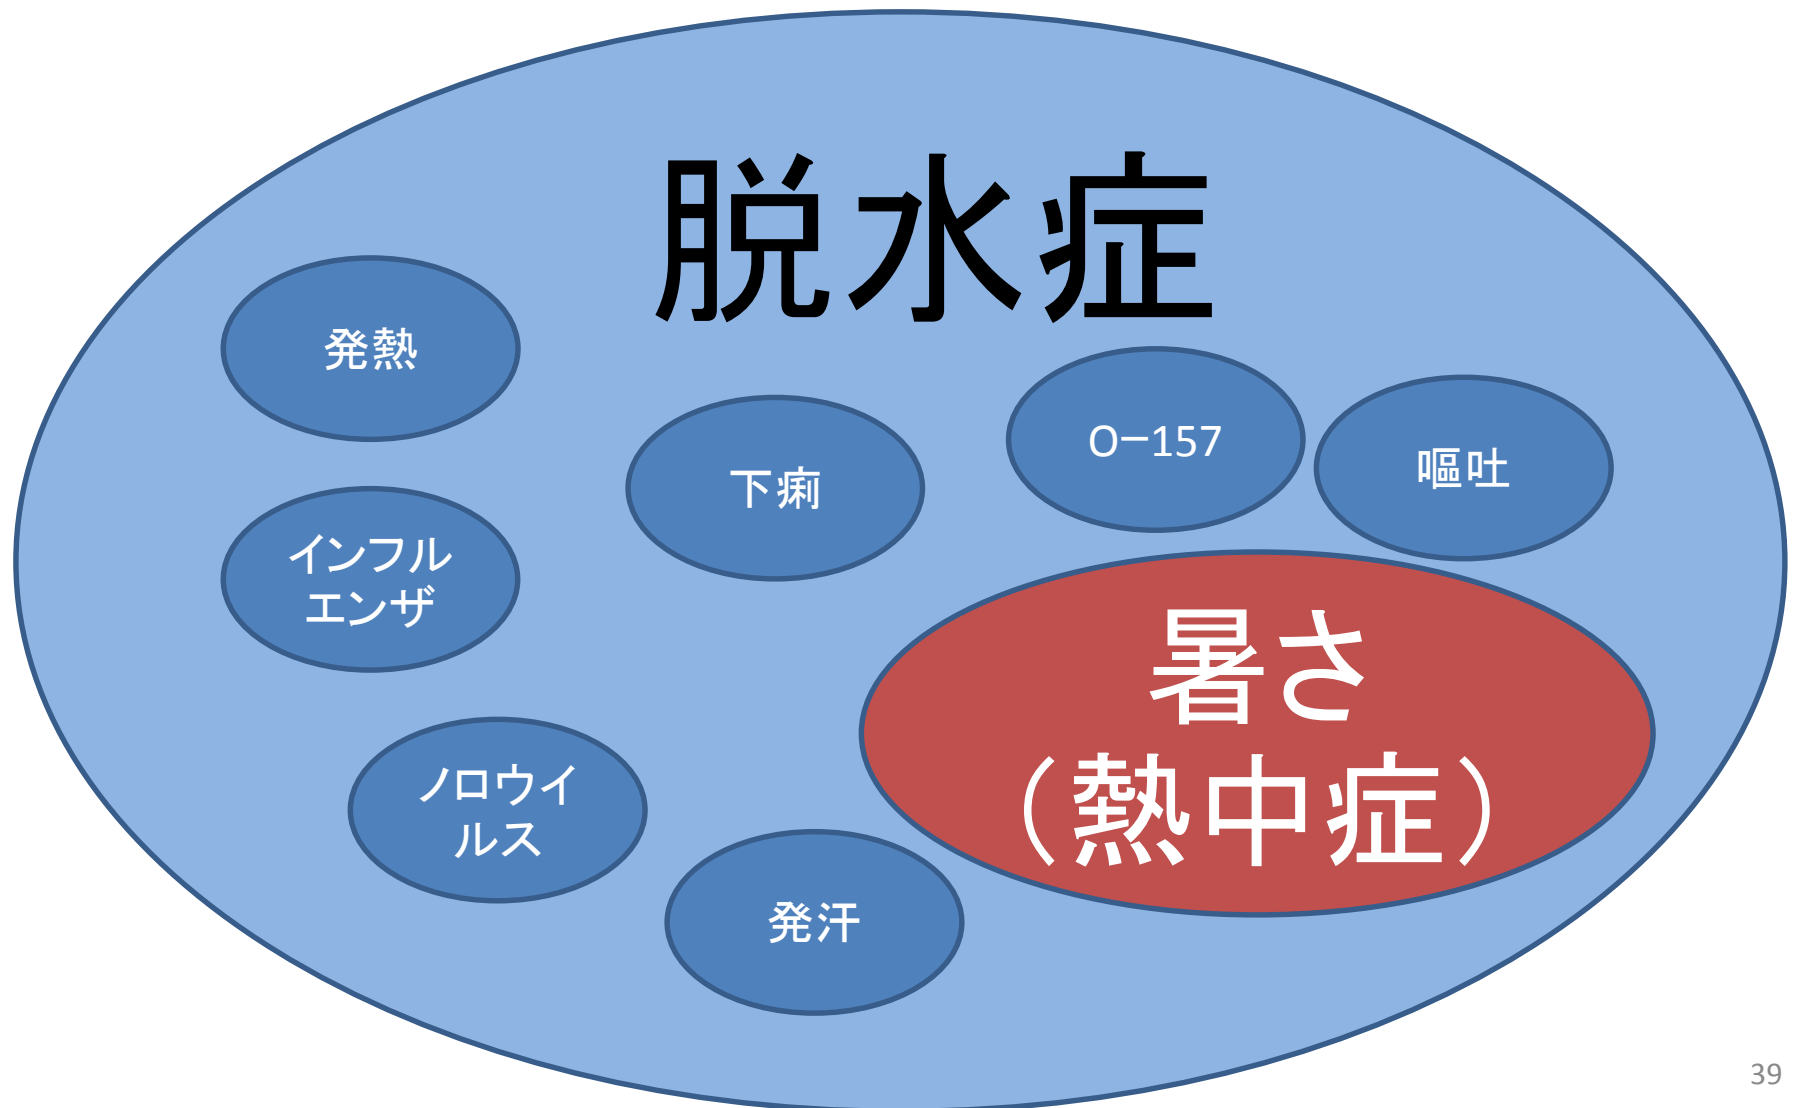 脱水症
発熱
O−157
嘔吐
下痢
インフル
エンザ
暑さ
（熱中症）
ノロウイ
ルス
発汗
39